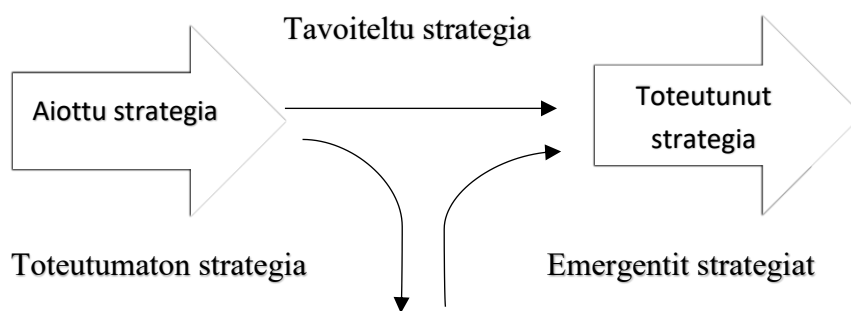 Tavoiteltu strategia
Aiottu strategia
Toteutunut
strategia
Toteutumaton strategia
Emergentit strategiat